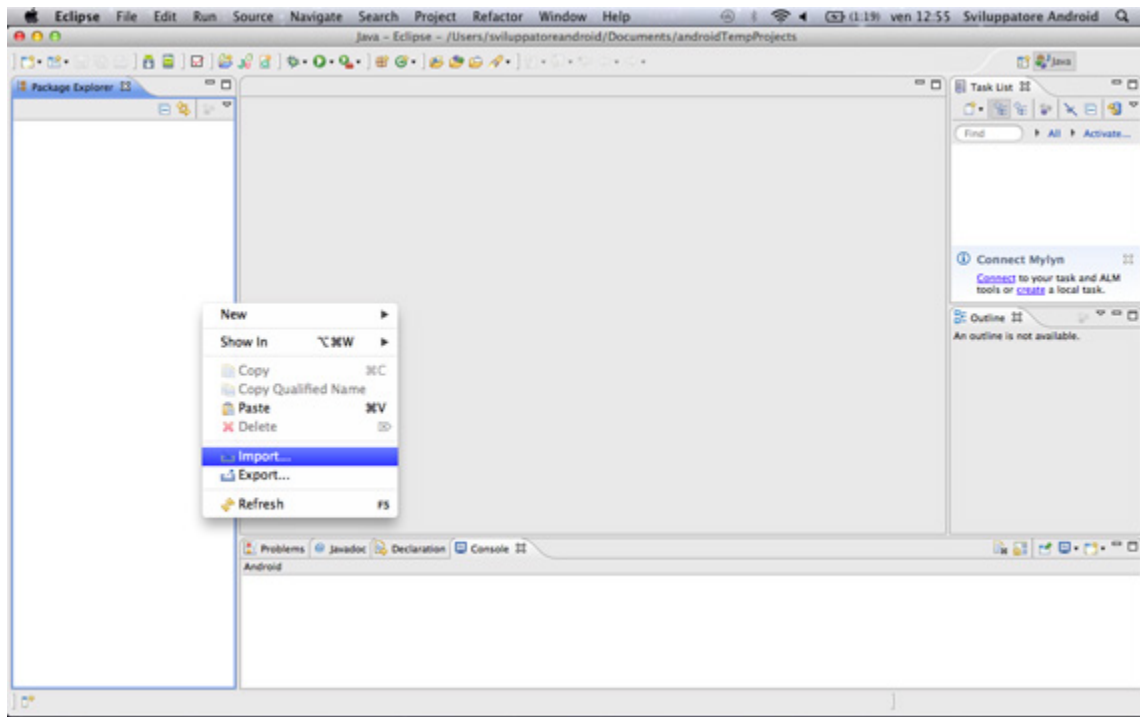 Eclipse File Edit Run Source Navigate Search Project Refactor Window Help (1:19) ven 12:55 Sviluppatore Android
Java – Eclipse – /Users/sviluppatoreandroid/Documents/androidTempProjects
Java
Package Explorer
Task List
Find All Activate...
Connect Mylyn
Connect to your task and ALM
tools or create a local task.
Outline
An outline is not available.
New
Show In ⌥⌘W
Copy ⌘C
Copy Qualified Name
Paste ⌘V
Delete ⌦
Import...
Export...
Refresh F5
Problems Javadoc Declaration Console
Android